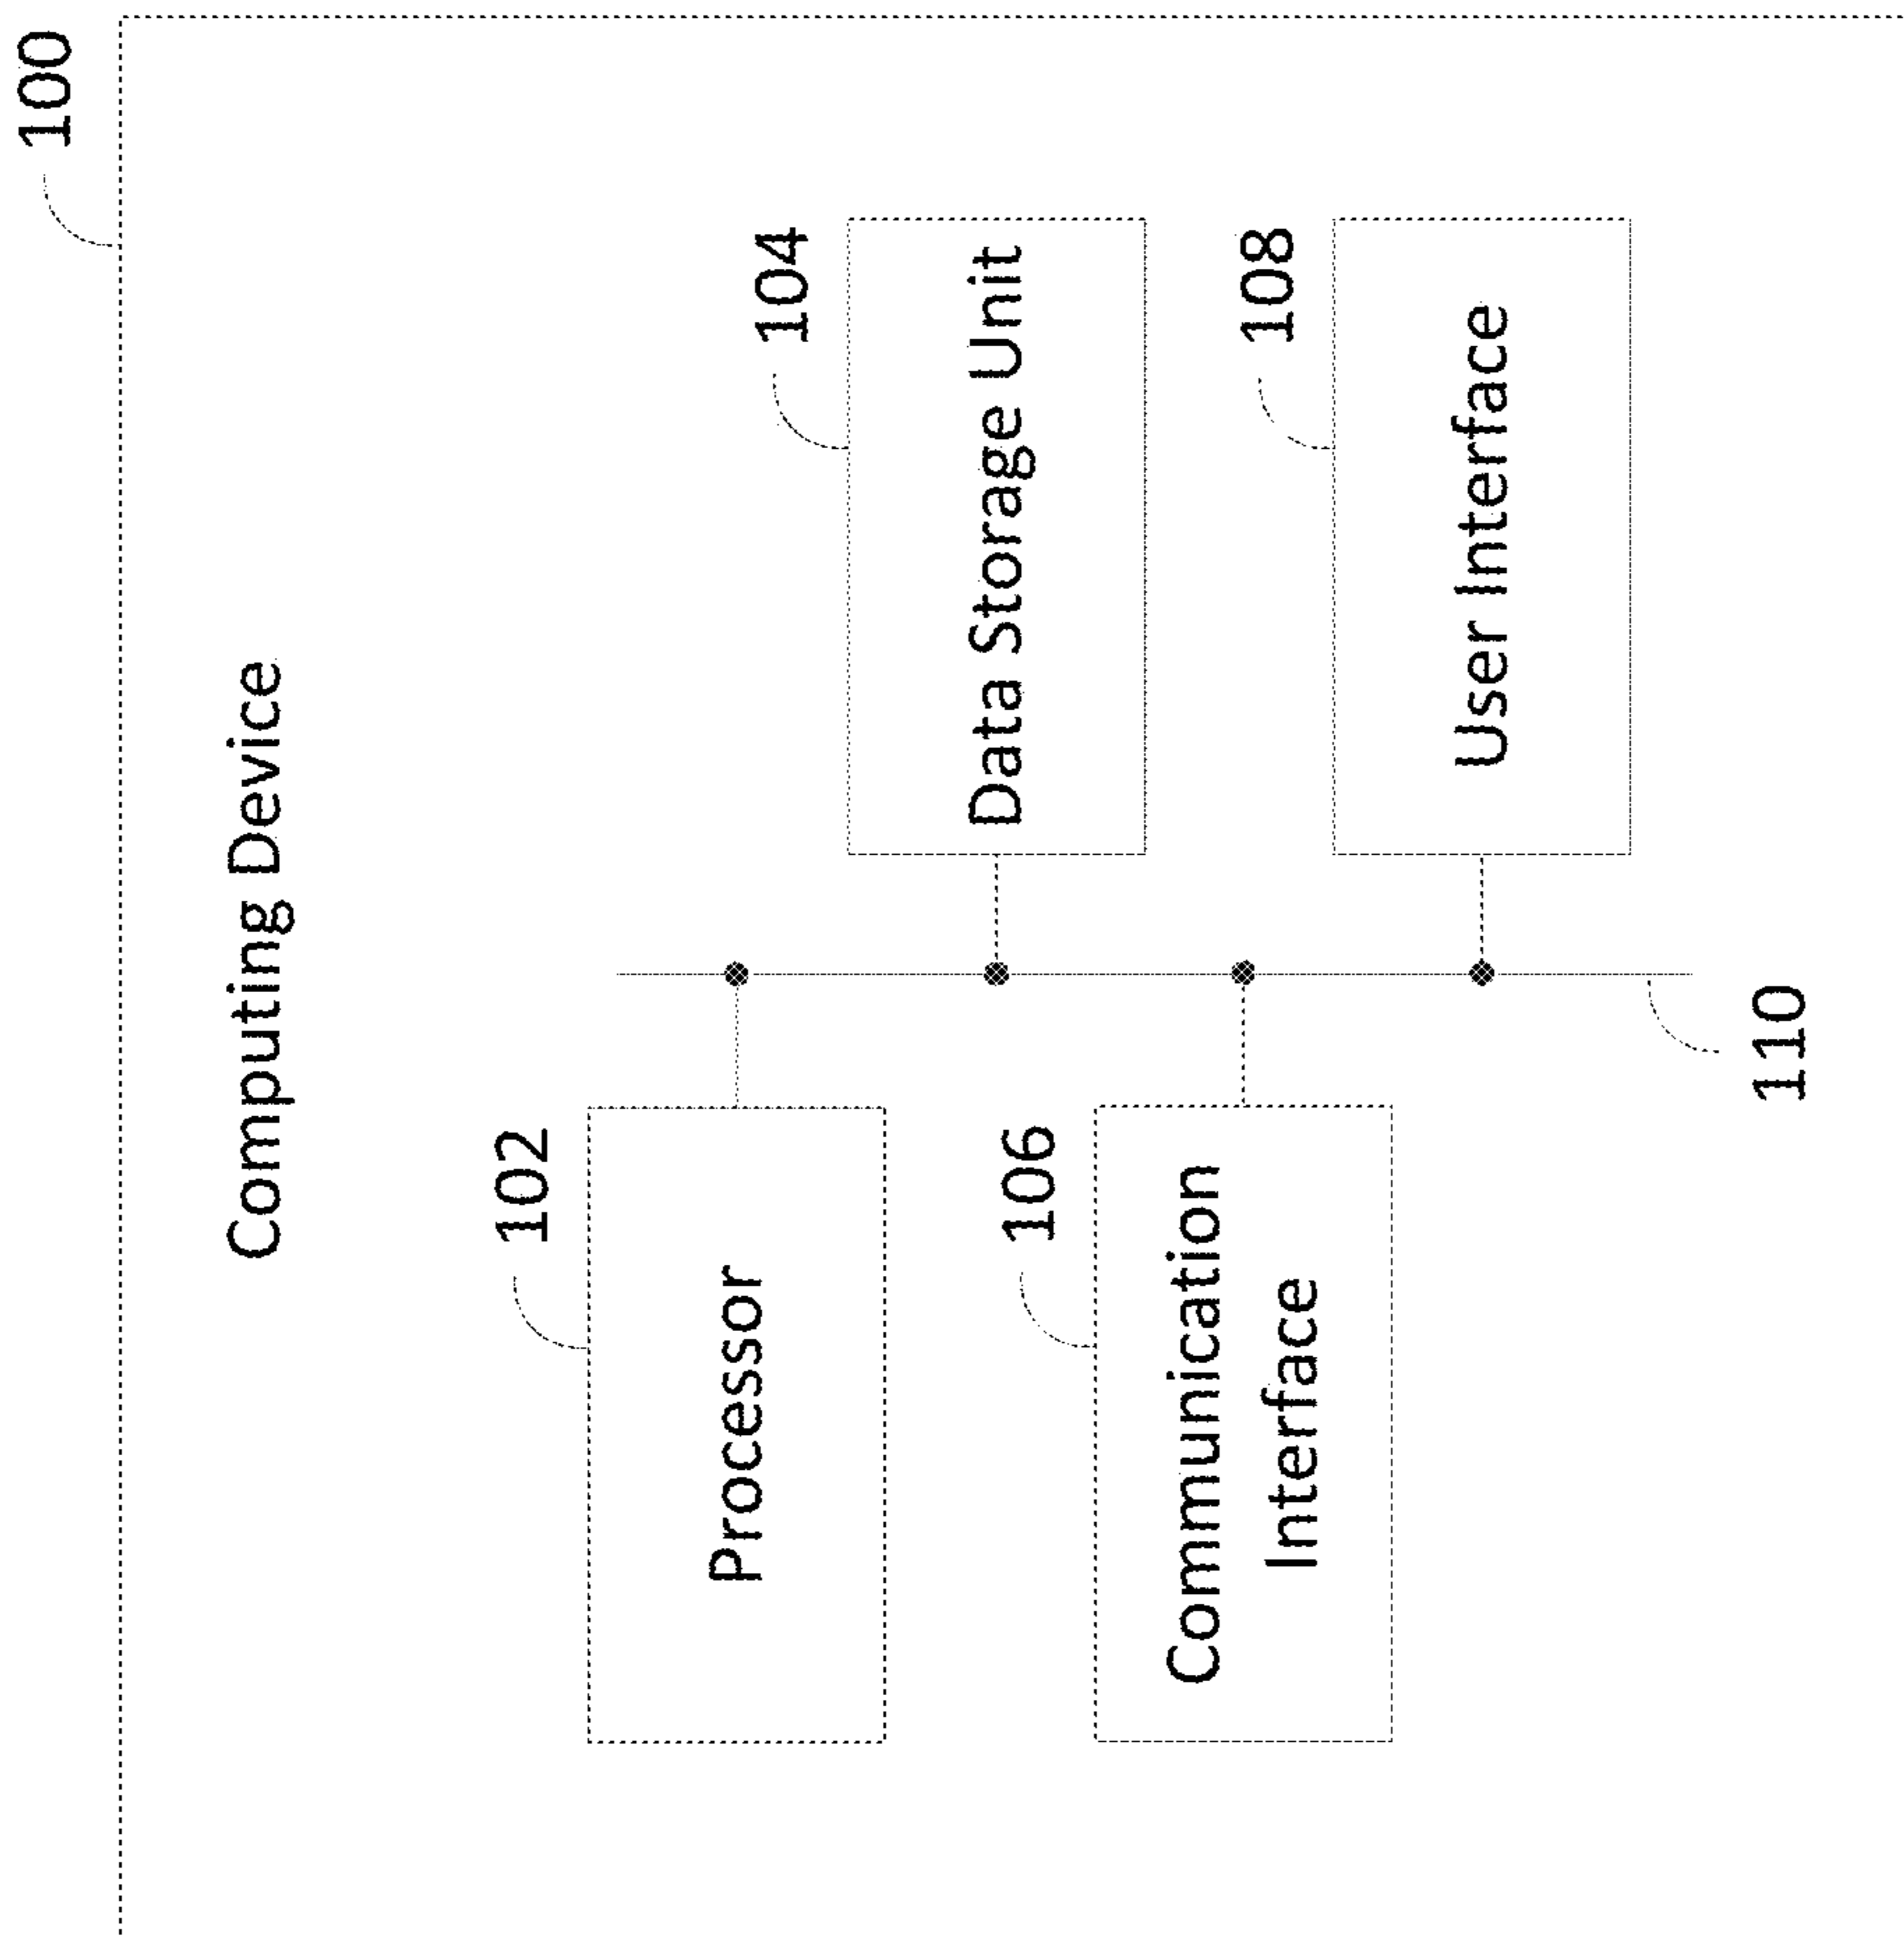 100
Computing Device
102
Processor
104
Data Storage Unit
106
Communication
Interface
108
User Interface
110